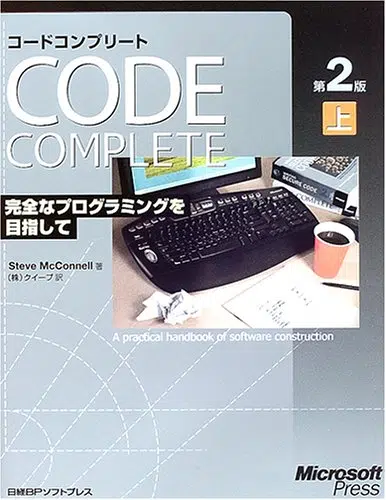 コードコンプリート
第2版
上
CODE
COMPLETE
完全なプログラミングを
目指して
Steve McConnell 著
(株)クイープ 訳
SECURE CODE
A practical handbook of software construction
日経BPソフトプレス
Microsoft
Press